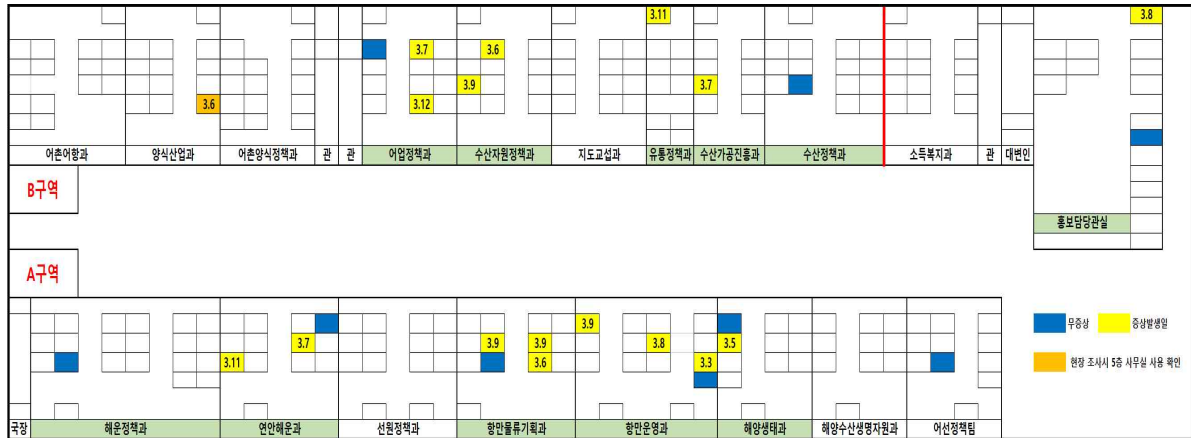 3.11
3.8
3.7
3.6
3.9
3.7
3.6
3.12
어촌어항과
양식산업과
어촌양식정책과
관
관
어업정책과
수산자원정책과
지도교섭과
유통정책과
수산가공진흥과
수산정책과
소득복지과
관
대변인
B구역
홍보담당관실
A구역
3.9
무증상
증상발생일
3.7
3.9
3.9
3.8
3.5
3.11
3.6
3.3
현장 조사시 5층 사무실 사용 확인
국장
해운정책과
연안해운과
선원정책과
항만물류기획과
항만운영과
해양생태과
해양수산생명자원과
어선정책팀